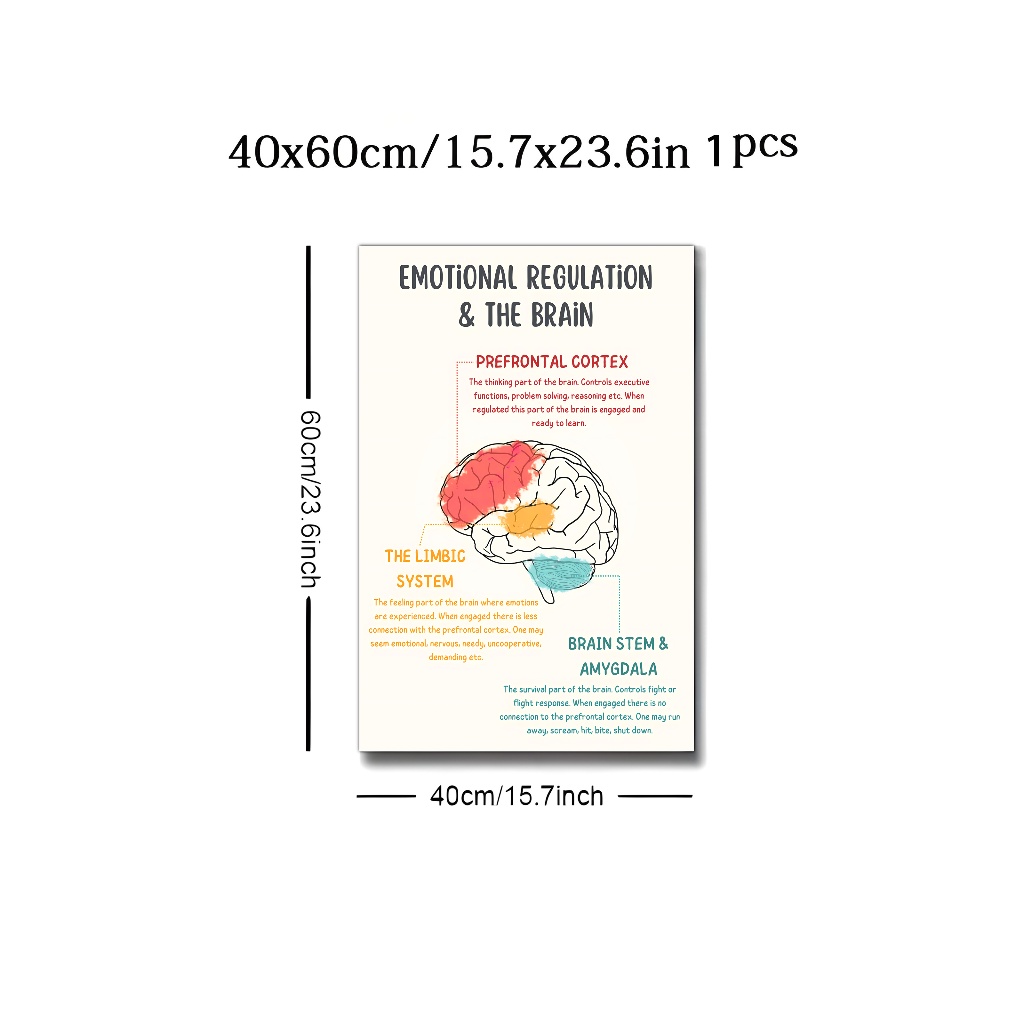 40x60cm/15.7x23.6in 1pcs
EMOTiONAL REGULATiON
& THE BRAiN
PREFRONTAL CORTEX
The thinking part of the brain. Controls executive
functions, problem solving, reasoning etc. When
regulated this part of the brain is engaged and
ready to learn.
60cm/23.6inch
THE LIMBIC
SYSTEM
The feeling part of the brain where emotions
are experienced. When engaged there is less
connection with the prefrontal cortex. One may
seem emotional, nervous, needy, uncooperative,
demanding etc.
BRAIN STEM &
AMYGDALA
The survival part of the brain. Controls fight or
flight response. When engaged there is no
connection to the prefrontal cortex. One may run
away, scream, hit, bite, shut down.
40cm/15.7inch